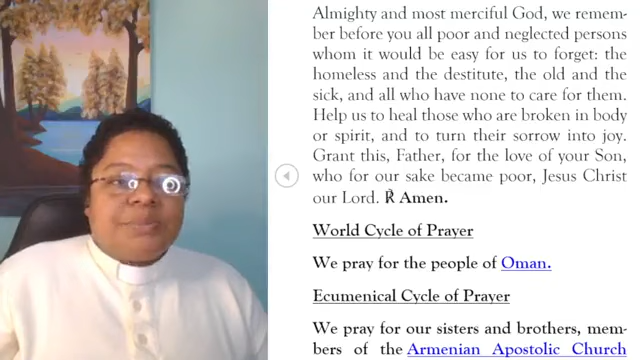 Almighty and most merciful God, we remem-
ber before you all poor and neglected persons
whom it would be easy for us to forget: the
homeless and the destitute, the old and the
sick, and all who have none to care for them.
Help us to heal those who are broken in body
or spirit, and to turn their sorrow into joy.
Grant this, Father, for the love of your Son,
who for our sake became poor, Jesus Christ
our Lord. ℟ Amen.
World Cycle of Prayer
We pray for the people of Oman.
Ecumenical Cycle of Prayer
We pray for our sisters and brothers, mem-
bers of the Armenian Apostolic Church